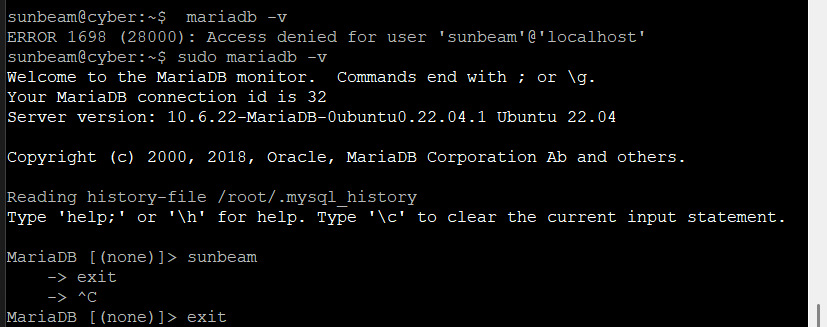 sunbeam@cyber:~$  mariadb -v
ERROR 1698 (28000): Access denied for user 'sunbeam'@'localhost'
sunbeam@cyber:~$ sudo mariadb -v
Welcome to the MariaDB monitor.  Commands end with ; or \g.
Your MariaDB connection id is 32
Server version: 10.6.22-MariaDB-0ubuntu0.22.04.1 Ubuntu 22.04

Copyright (c) 2000, 2018, Oracle, MariaDB Corporation Ab and others.

Reading history-file /root/.mysql_history
Type 'help;' or '\h' for help. Type '\c' to clear the current input statement.

MariaDB [(none)]> sunbeam
    -> exit
    -> ^C
MariaDB [(none)]> exit